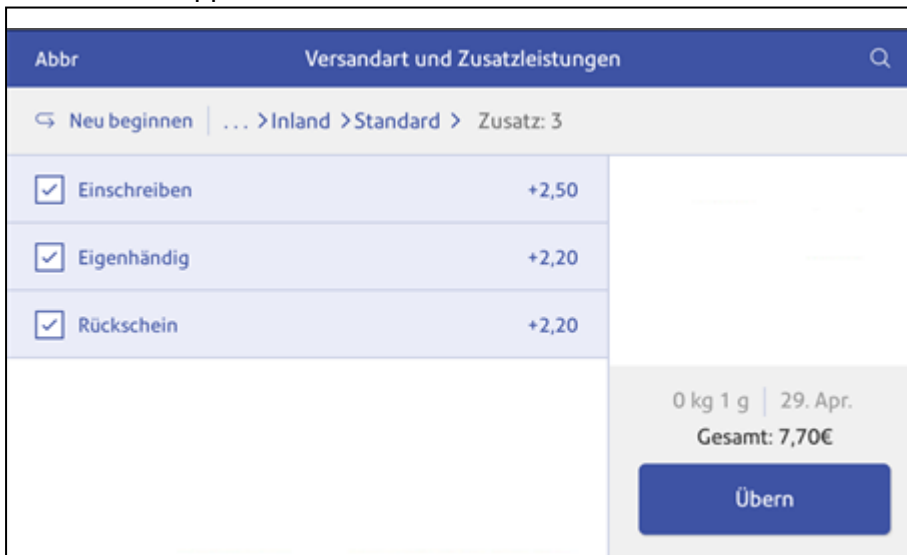 Abbr Versandart und Zusatzleistungen
Neu beginnen ... >Inland >Standard > Zusatz: 3
Einschreiben +2,50
Eigenhändig +2,20
Rückschein +2,20
0 kg 1 g 29. Apr.
Gesamt: 7,70€
Übern